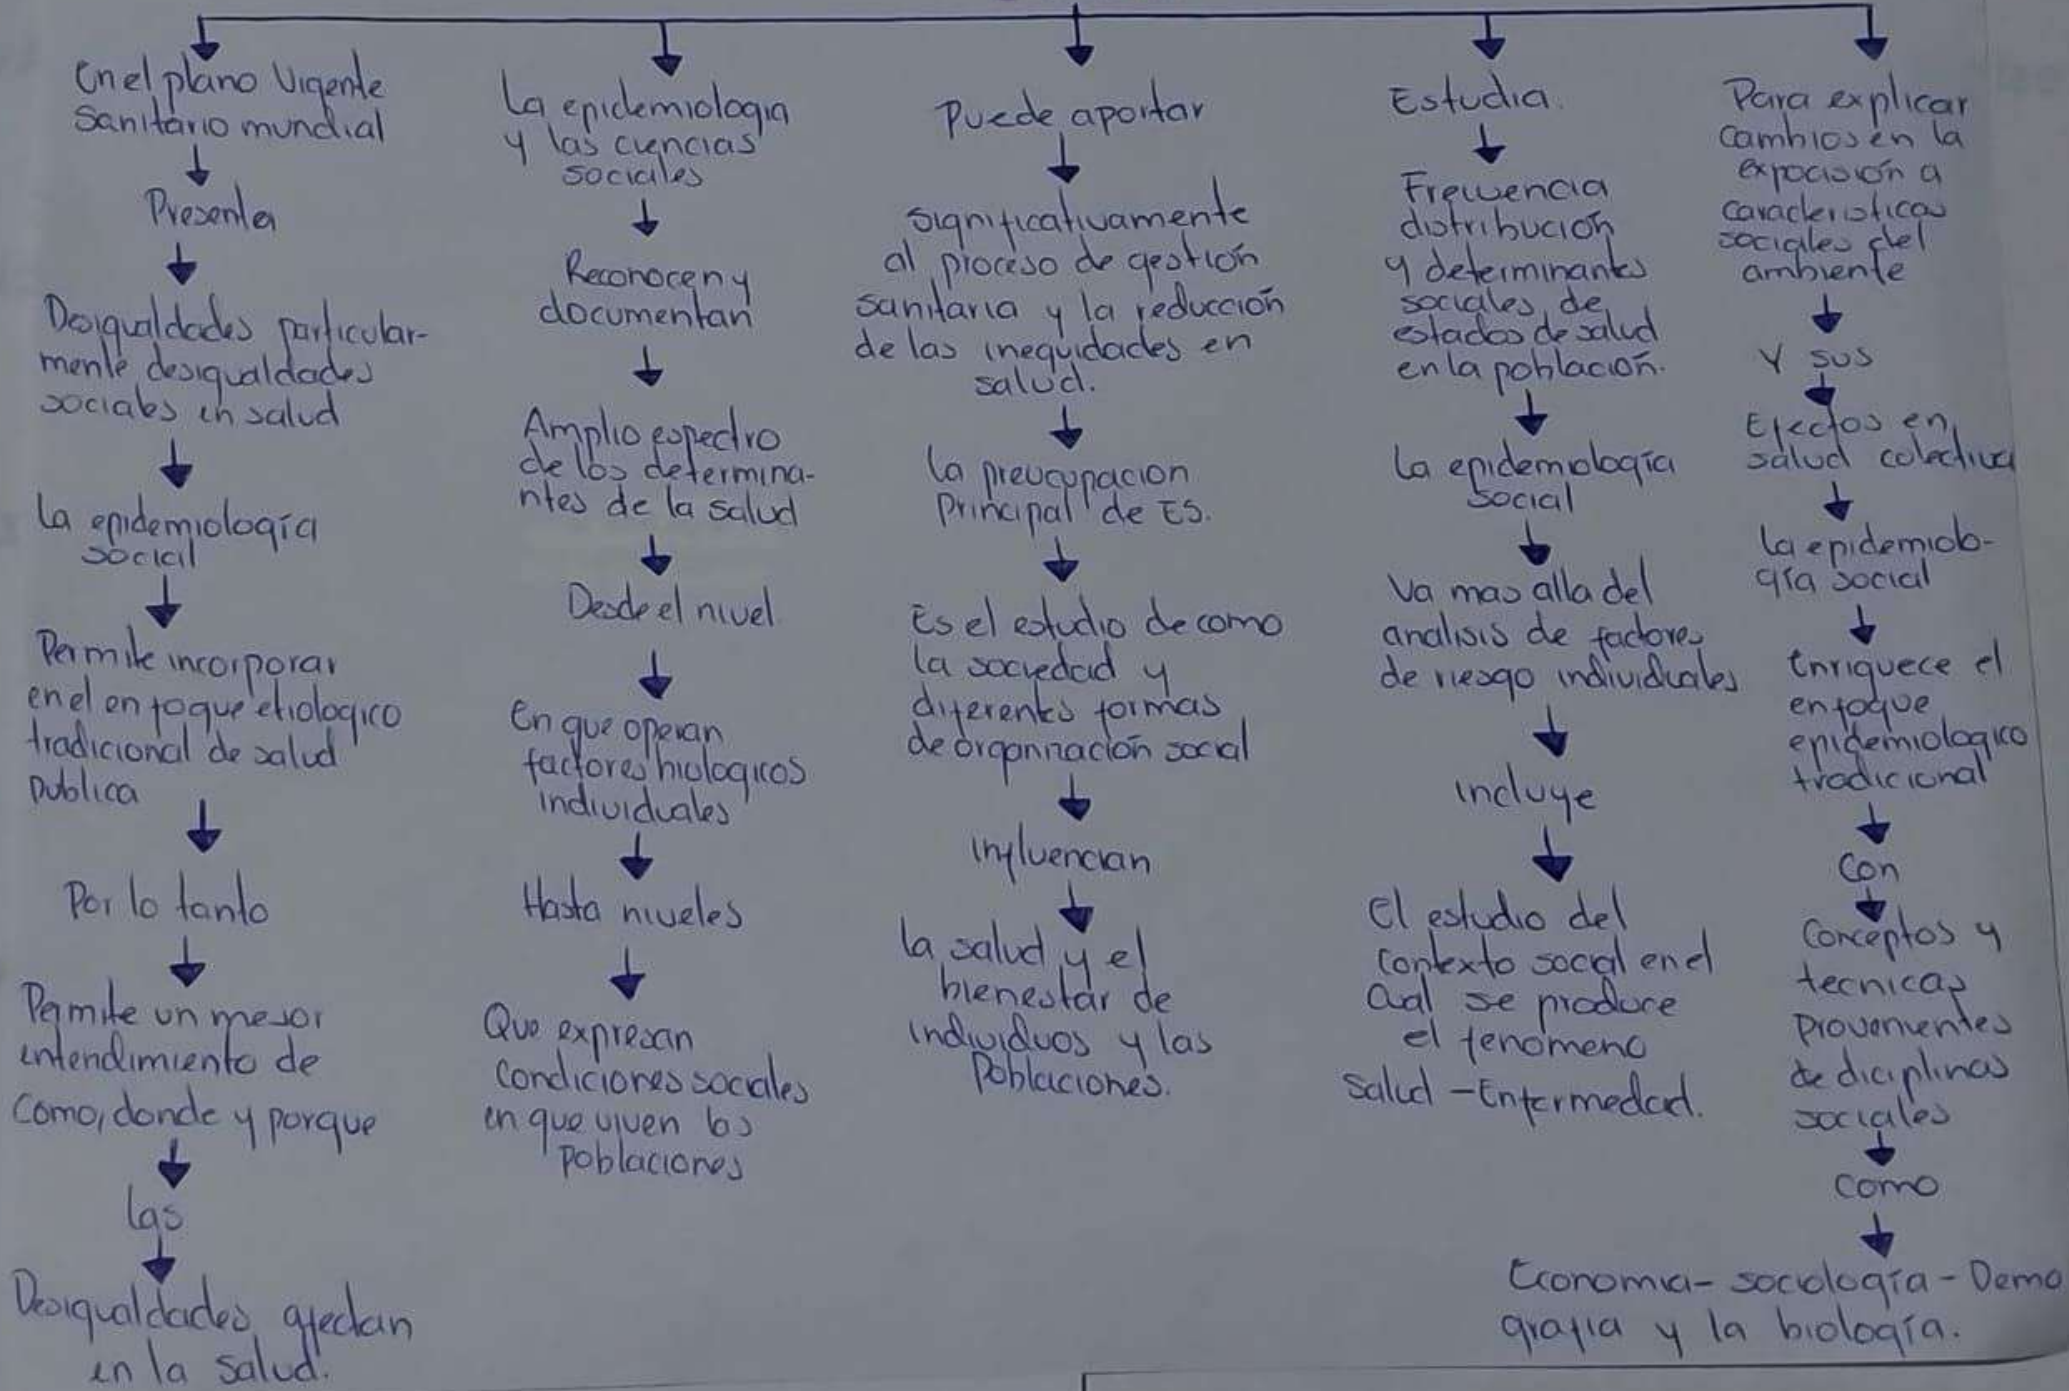 En el plano Vigente
Sanitario mundial
Presenta
Desigualdades particular-
mente desigualdades
sociales en salud
La epidemiología
social
Permite incorporar
en el enfoque etiologico
tradicional de salud
publica
Por lo tanto
Permite un mejor
entendimiento de
Como, donde y porque
las
Desigualdades afectan
en la salud.
La epidemiologia
y las ciencias
sociales
Reconocen y
documentan
Amplio espectro
de los determina-
ntes de la salud
Desde el nivel
En que operan
factores biologicos
individuales
Hasta niveles
Que expresan
Condiciones sociales
en que viven los
Poblaciones
Puede aportar
significativamente
al proceso de gestión
sanitaria y la reducción
de las inequidades en
salud.
La preucupacion
Principal de ES.
Es el estudio de como
la sociedad y
diferentes formas
de organización social
influencian
la salud y el
bienestar de
individuos y las
Poblaciones.
Estudia.
Frecuencia
distribución
y determinantes
sociales de
estados de salud
en la población.
La epidemiología
social
Va mas alla del
analisis de factores
de riesgo individuales
incluye
El estudio del
contexto social en el
Cual se produce
el fenomeno
salud - Enfermedad.
Para explicar
cambios en la
expocisión a
caracteristicas
sociales del
ambiente
Y sus
Efectos en
salud colectiva
la epidemiolo-
gía social
Enriquece el
enfoque
epidemiologico
tradicional
Con
Conceptos y
tecnicas
Provenientes
de diciplinas
sociales
como
Economia - sociología - Demo
grafia y la biología.